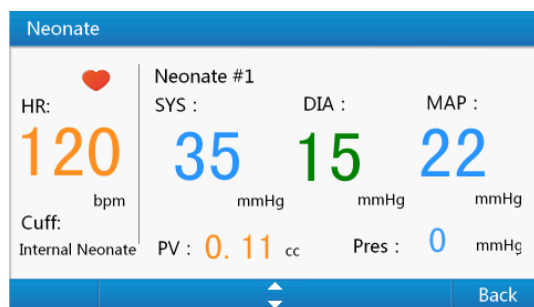 Neonate
Neonate #1
HR:
SYS :
DIA :
MAP :
120
35
15
22
bpm
mmHg
mmHg
mmHg
Cuff:
Internal Neonate
PV : 0.11 cc
Pres : 0 mmHg
Back